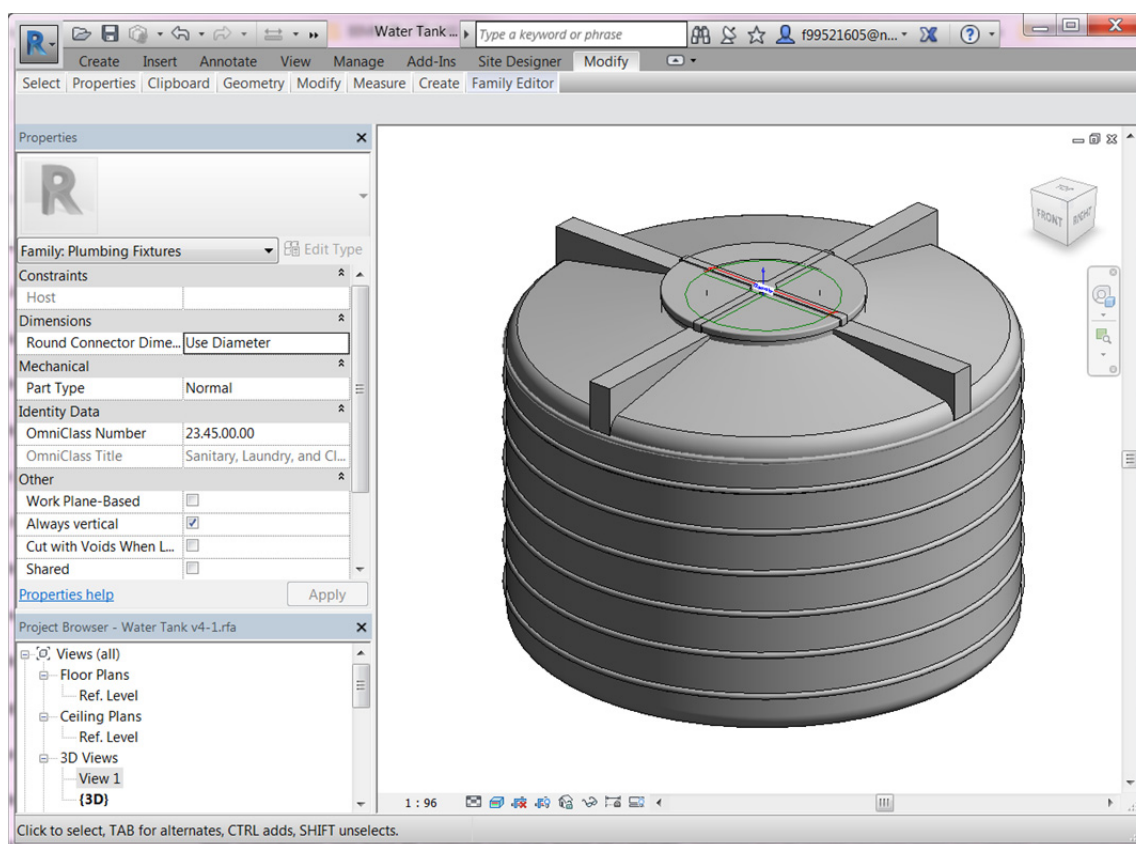 Water Tank ...
Type a keyword or phrase
f99521605@n...
Create Insert Annotate View Manage Add-Ins Site Designer Modify
Select Properties Clipboard Geometry Modify Measure Create Family Editor
Properties
R
Family: Plumbing Fixtures
Edit Type
Constraints
Host
Dimensions
Round Connector Dime... Use Diameter
Mechanical
Part Type Normal
Identity Data
OmniClass Number 23.45.00.00
OmniClass Title Sanitary, Laundry, and Cl...
Other
Work Plane-Based
Always vertical
Cut with Voids When L...
Shared
Properties help
Apply
Project Browser - Water Tank v4-1.rfa
Views (all)
Floor Plans
Ref. Level
Ceiling Plans
Ref. Level
3D Views
View 1
{3D}
TOP
FRONT
RIGHT
1 : 96
Click to select, TAB for alternates, CTRL adds, SHIFT unselects.